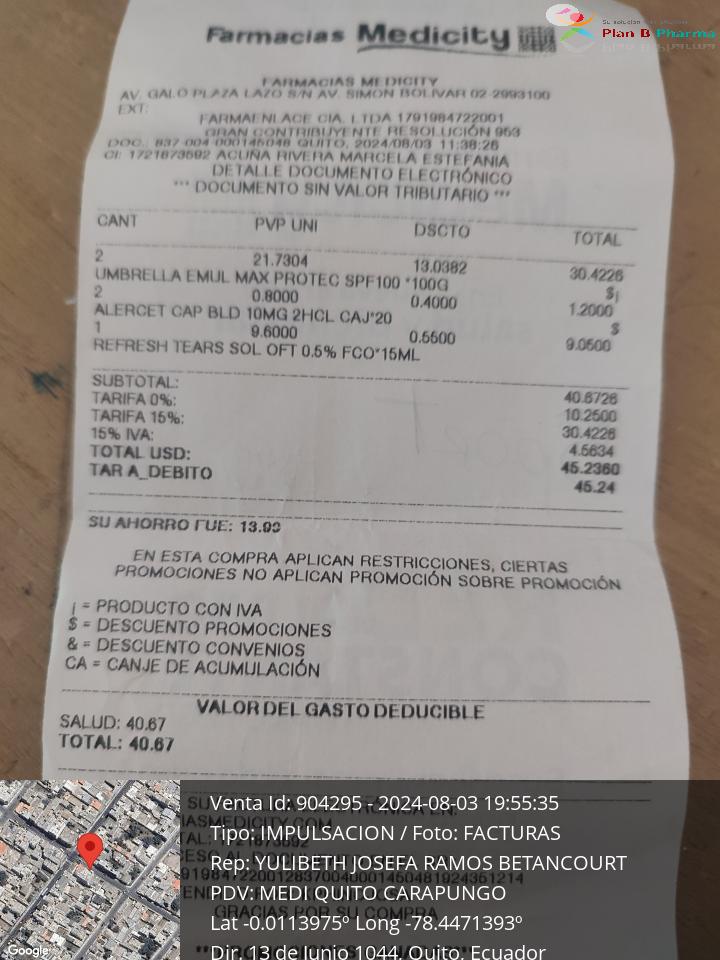 Farmacias Medicity
Su solución más pharma
Plan B Pharma
FARMACIAS MEDICITY
AV. GALO PLAZA LAZO S/N AV. SIMON BOLIVAR 02-2993100
EXT:
FARMAENLACE CIA. LTDA 1791984722001
GRAN CONTRIBUYENTE RESOLUCIÓN 953
DOC.: 837-004-000145048 QUITO, 2024/08/03 11:38:26
CI: 1721873592 ACUÑA RIVERA MARCELA ESTEFANIA
DETALLE DOCUMENTO ELECTRÓNICO
*** DOCUMENTO SIN VALOR TRIBUTARIO ***
CANT PVP UNI DSCTO TOTAL
2 21.7304 13.0382 30.4226
UMBRELLA EMUL MAX PROTEC SPF100 *100G $¡
2 0.8000 0.4000 1.2000
ALERCET CAP BLD 10MG 2HCL CAJ*20 $
1 9.6000 0.5500 9.0500
REFRESH TEARS SOL OFT 0.5% FCO*15ML
SUBTOTAL: 40.6726
TARIFA 0%: 10.2500
TARIFA 15%: 30.4226
15% IVA: 4.5634
TOTAL USD: 45.2360
TAR A_DEBITO 45.24
SU AHORRO FUE: 13.99
EN ESTA COMPRA APLICAN RESTRICCIONES, CIERTAS
PROMOCIONES NO APLICAN PROMOCIÓN SOBRE PROMOCIÓN
¡ = PRODUCTO CON IVA
$ = DESCUENTO PROMOCIONES
& = DESCUENTO CONVENIOS
CA = CANJE DE ACUMULACIÓN
VALOR DEL GASTO DEDUCIBLE
SALUD: 40.67
TOTAL: 40.67
Venta Id: 904295 - 2024-08-03 19:55:35
Tipo: IMPULSACION / Foto: FACTURAS
Rep: YULIBETH JOSEFA RAMOS BETANCOURT
PDV: MEDI QUITO CARAPUNGO
GRACIAS POR SU COMPRA
Lat -0.0113975º Long -78.4471393º
Dir. 13 de Junio 1044, Quito, Ecuador
Google